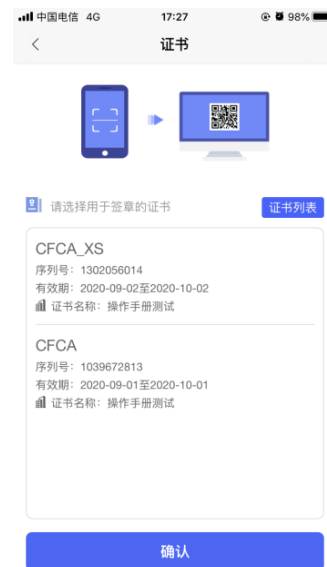 中国电信 4G 17:27 98%
证书
请选择用于签章的证书 证书列表
CFCA_XS
序列号：1302056014
有效期：2020-09-02至2020-10-02
证书名称：操作手册测试
CFCA
序列号：1039672813
有效期：2020-09-01至2020-10-01
证书名称：操作手册测试
确认